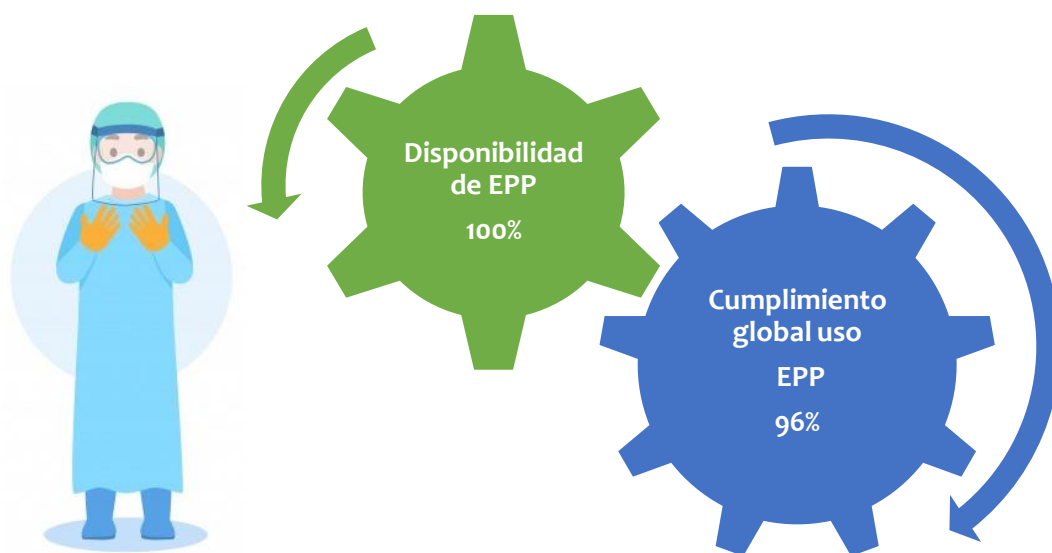 Disponibilidad
de EPP
100%
Cumplimiento
global uso
EPP
96%